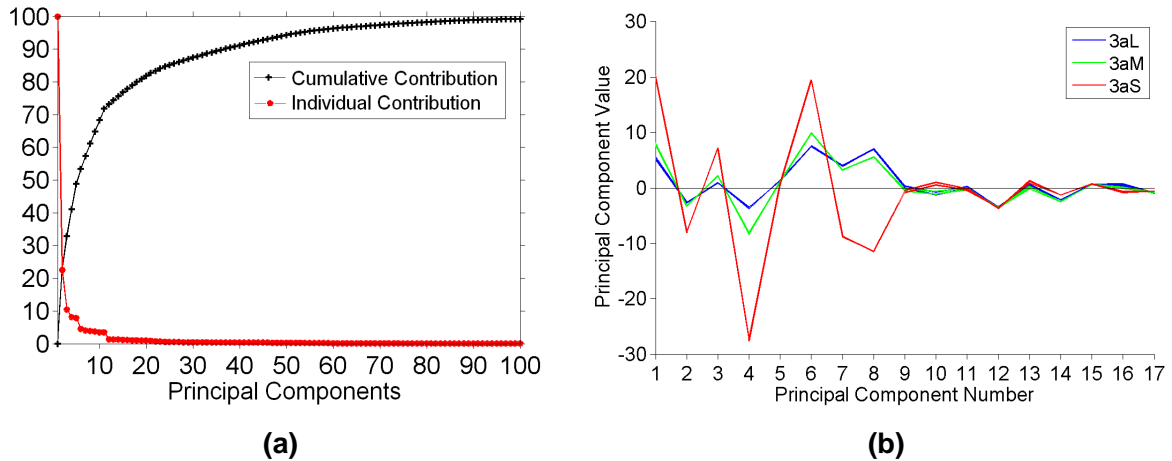 100
90
80
70
60
50
40
30
20
10
0
10 20 30 40 50 60 70 80 90 100
Principal Components
Cumulative Contribution
Individual Contribution
(a)
30
20
10
0
-10
-20
-30
Principal Component Value
1 2 3 4 5 6 7 8 9 10 11 12 13 14 15 16 17
Principal Component Number
3aL
3aM
3aS
(b)